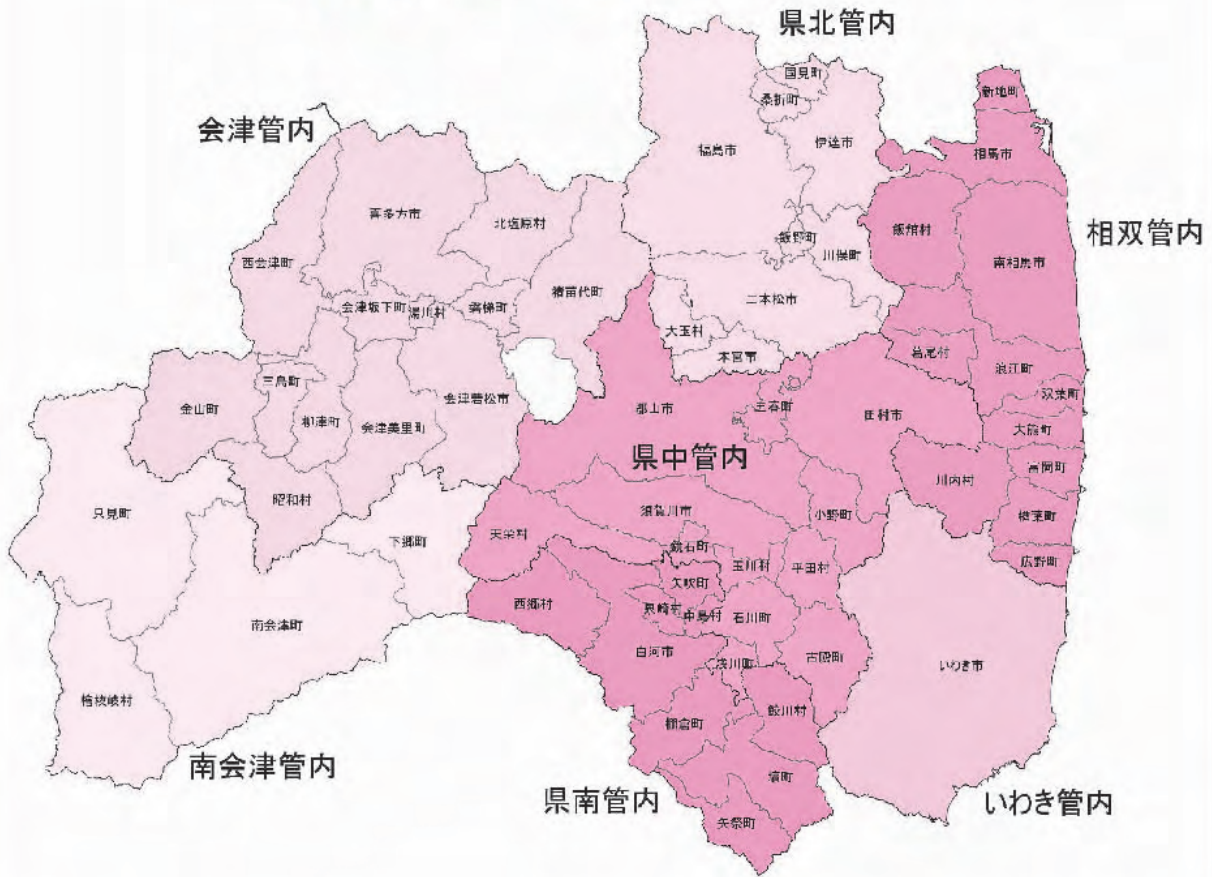 県北管内
国見町
桑折町
新地町
会津管内
福島市
伊達市
相馬市
喜多方市
北塩原村
飯野町
飯舘村
相双管内
川俣町
西会津町
南相馬市
会津坂下町
湯川村
磐梯町
猪苗代町
二本松市
大玉村
本宮市
葛尾村
浪江町
三島町
双葉町
金山町
柳津町
会津美里町
会津若松市
郡山市
三春町
田村市
大熊町
県中管内
富岡町
川内村
昭和村
只見町
須賀川市
小野町
楢葉町
下郷町
天栄村
鏡石町
玉川村
平田村
広野町
矢吹町
西郷村
泉崎村
中島村
石川町
南会津町
白河市
浅川町
古殿町
いわき市
檜枝岐村
棚倉町
鮫川村
南会津管内
塙町
県南管内
いわき管内
矢祭町